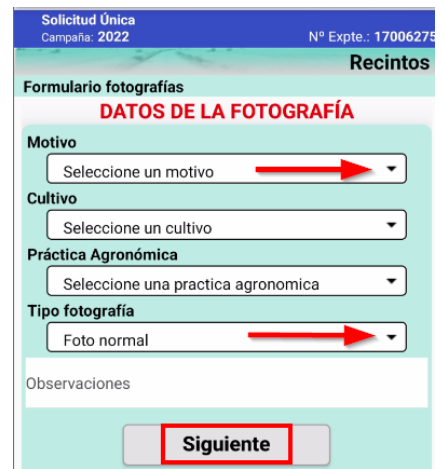 Solicitud Única
Campaña: 2022 Nº Expte.: 17006275
Recintos
Formulario fotografías
DATOS DE LA FOTOGRAFÍA
Motivo
Seleccione un motivo
Cultivo
Seleccione un cultivo
Práctica Agronómica
Seleccione una practica agronomica
Tipo fotografía
Foto normal
Observaciones
Siguiente